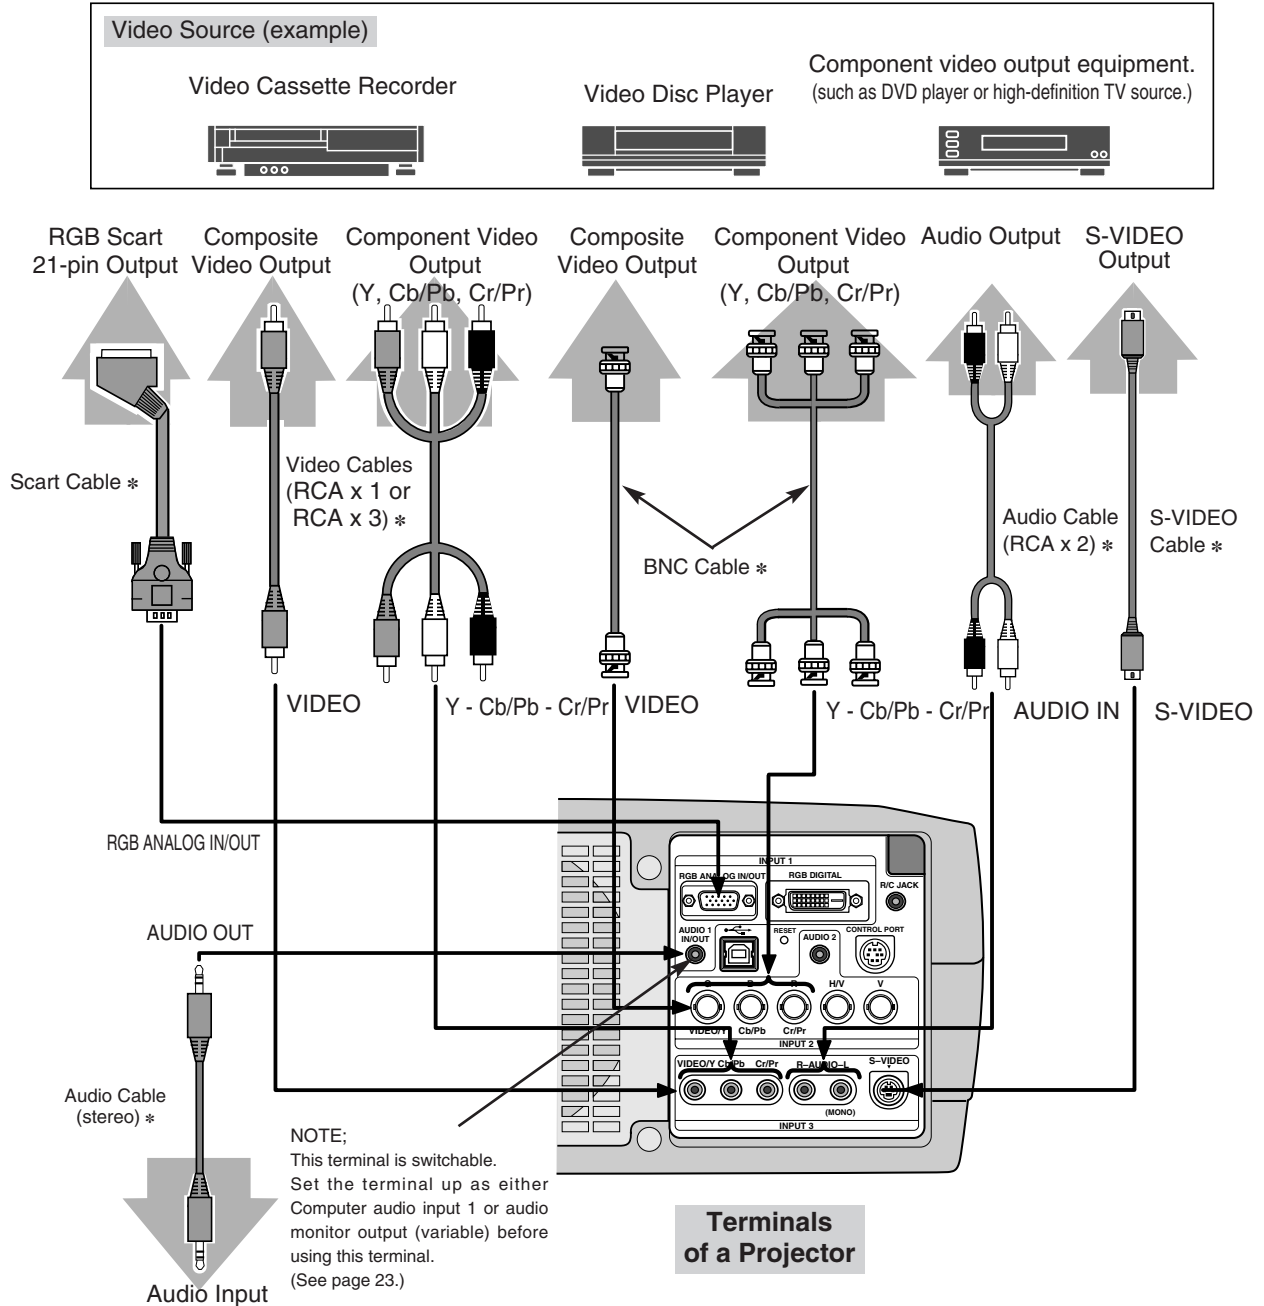 Video Source (example)
Video Cassette Recorder
Video Disc Player
Component video output equipment.
(such as DVD player or high-definition TV source.)
RGB Scart
21-pin Output
Composite
Video Output
Component Video
Output
(Y, Cb/Pb, Cr/Pr)
Composite
Video Output
Component Video
Output
(Y, Cb/Pb, Cr/Pr)
Audio Output
S-VIDEO
Output
Scart Cable *
Video Cables
(RCA x 1 or
RCA x 3) *
BNC Cable *
Audio Cable
(RCA x 2) *
S-VIDEO
Cable *
VIDEO
Y - Cb/Pb - Cr/Pr
VIDEO
Y - Cb/Pb - Cr/Pr
AUDIO IN
S-VIDEO
RGB ANALOG IN/OUT
INPUT 1
RGB ANALOG IN/OUT
RGB DIGITAL
R/C JACK
AUDIO OUT
AUDIO 1
IN/OUT
RESET
AUDIO 2
CONTROL PORT
G
B
R
H/V
V
VIDEO/Y
Cb/Pb
Cr/Pr
INPUT 2
VIDEO/Y Cb/Pb
Cr/Pr
R–AUDIO–L
S–VIDEO
(MONO)
INPUT 3
Audio Cable
(stereo) *
NOTE;
This terminal is switchable.
Set the terminal up as either
Computer audio input 1 or audio
monitor output (variable) before
using this terminal.
(See page 23.)
Audio Input
Terminals
of a Projector